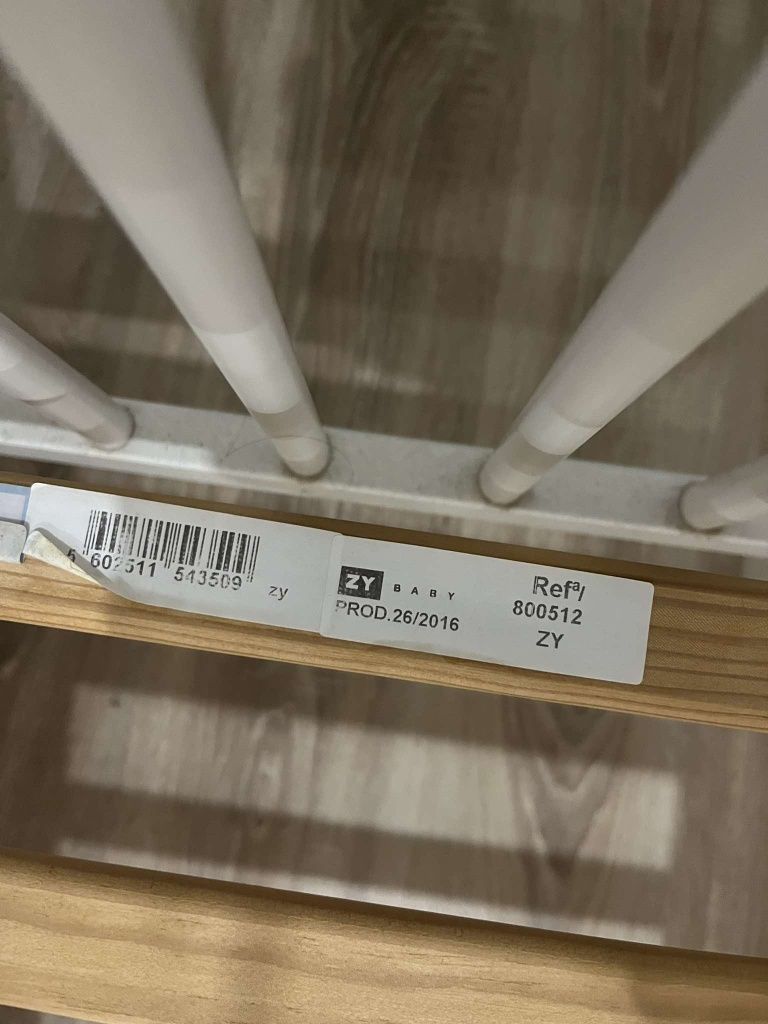 5 602511 543509
zy
ZY BABY
PROD.26/2016
Refª/
800512
ZY